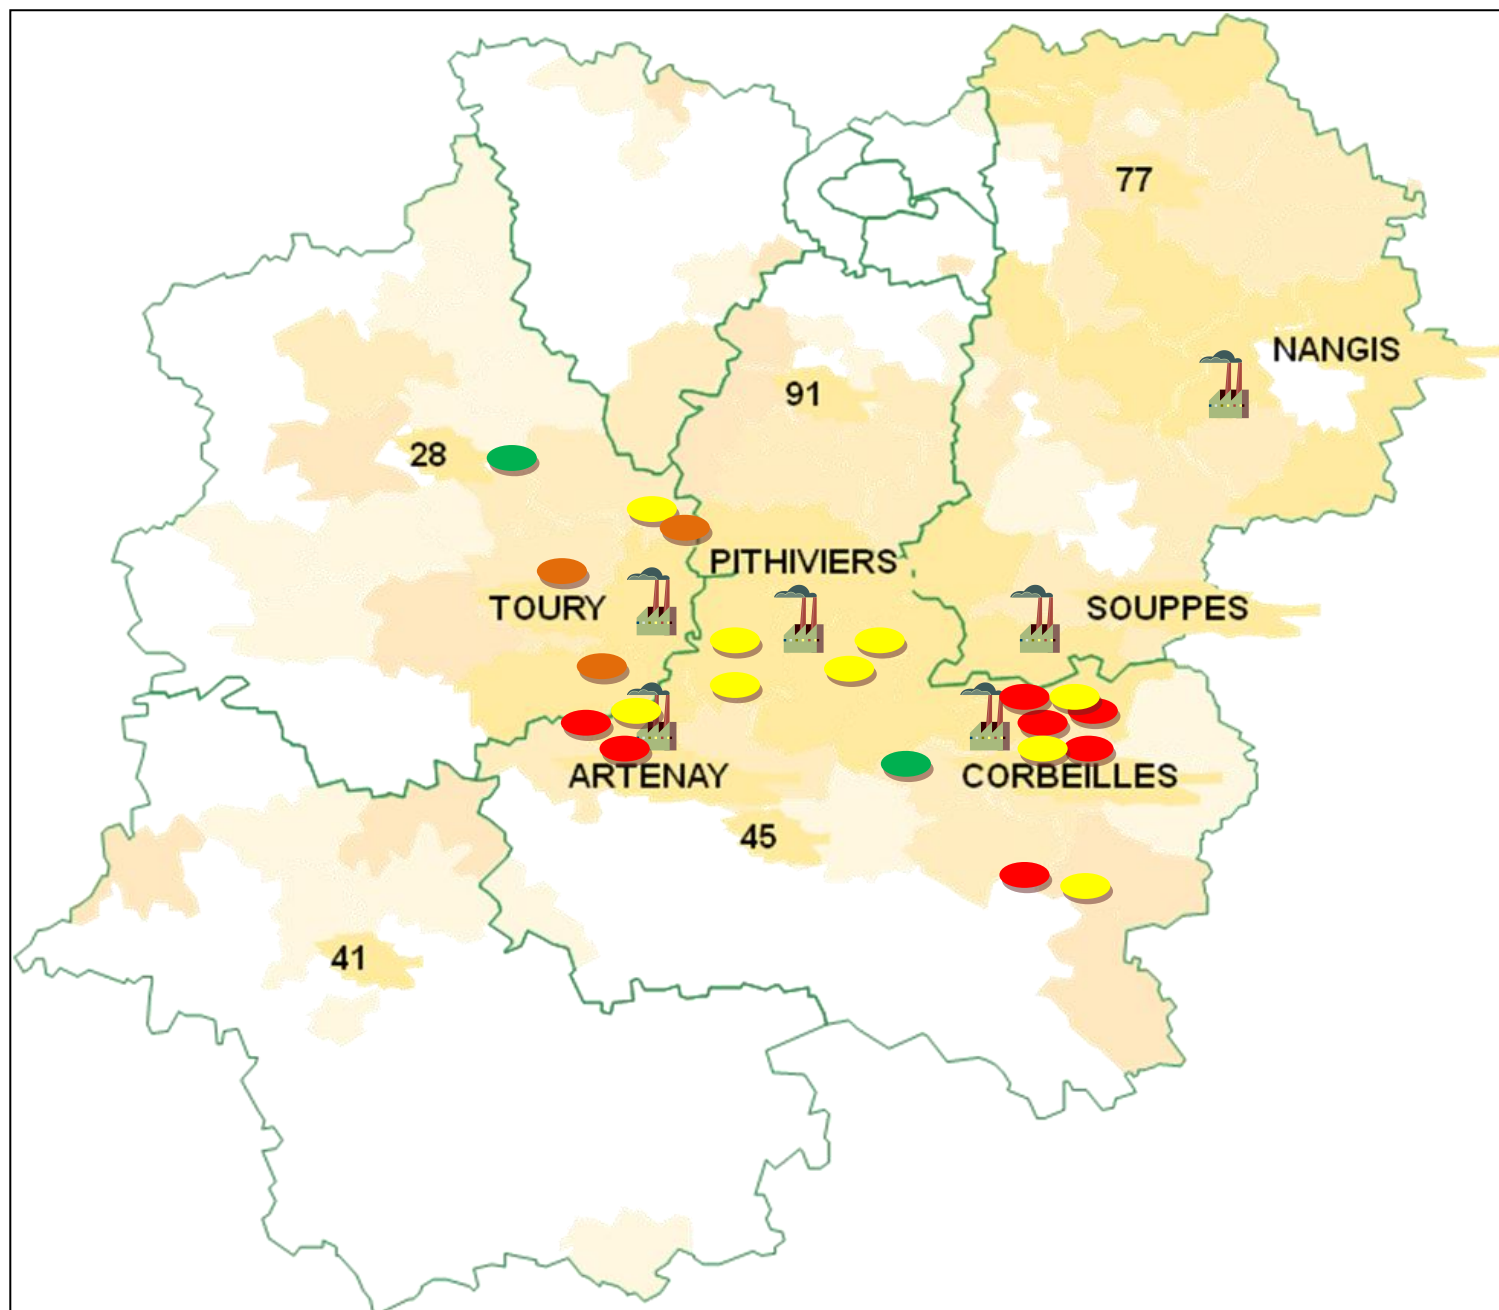 77
NANGIS
91
28
PITHIVIERS
TOURY
SOUPPES
ARTENAY
CORBEILLES
45
41